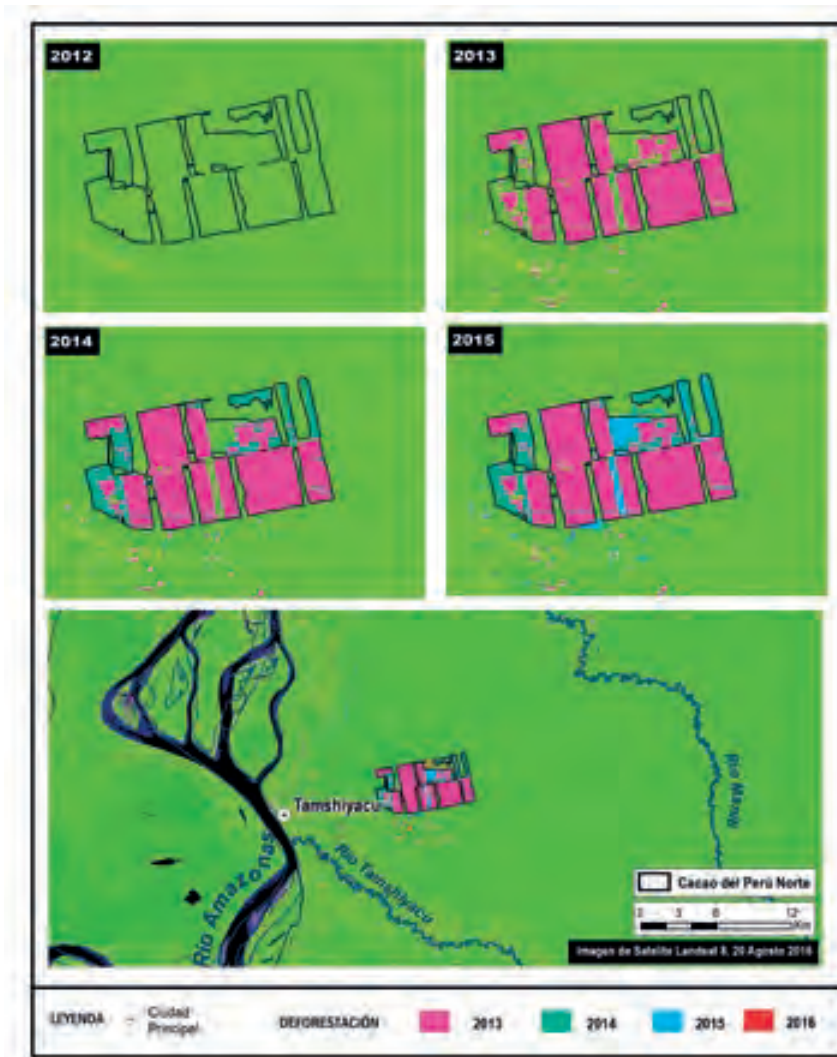 2012
2013
2014
2015
Tamshiyacu
Río Amazonas
Río Tamshiyacu
Río Maniti
Cacao del Perú Norte
0 3 6 12
Km
Imagen de Satelite Landsat 8, 20 Agosto 2016
LEYENDA Ciudad Principal DEFORESTACIÓN 2013 2014 2015 2016